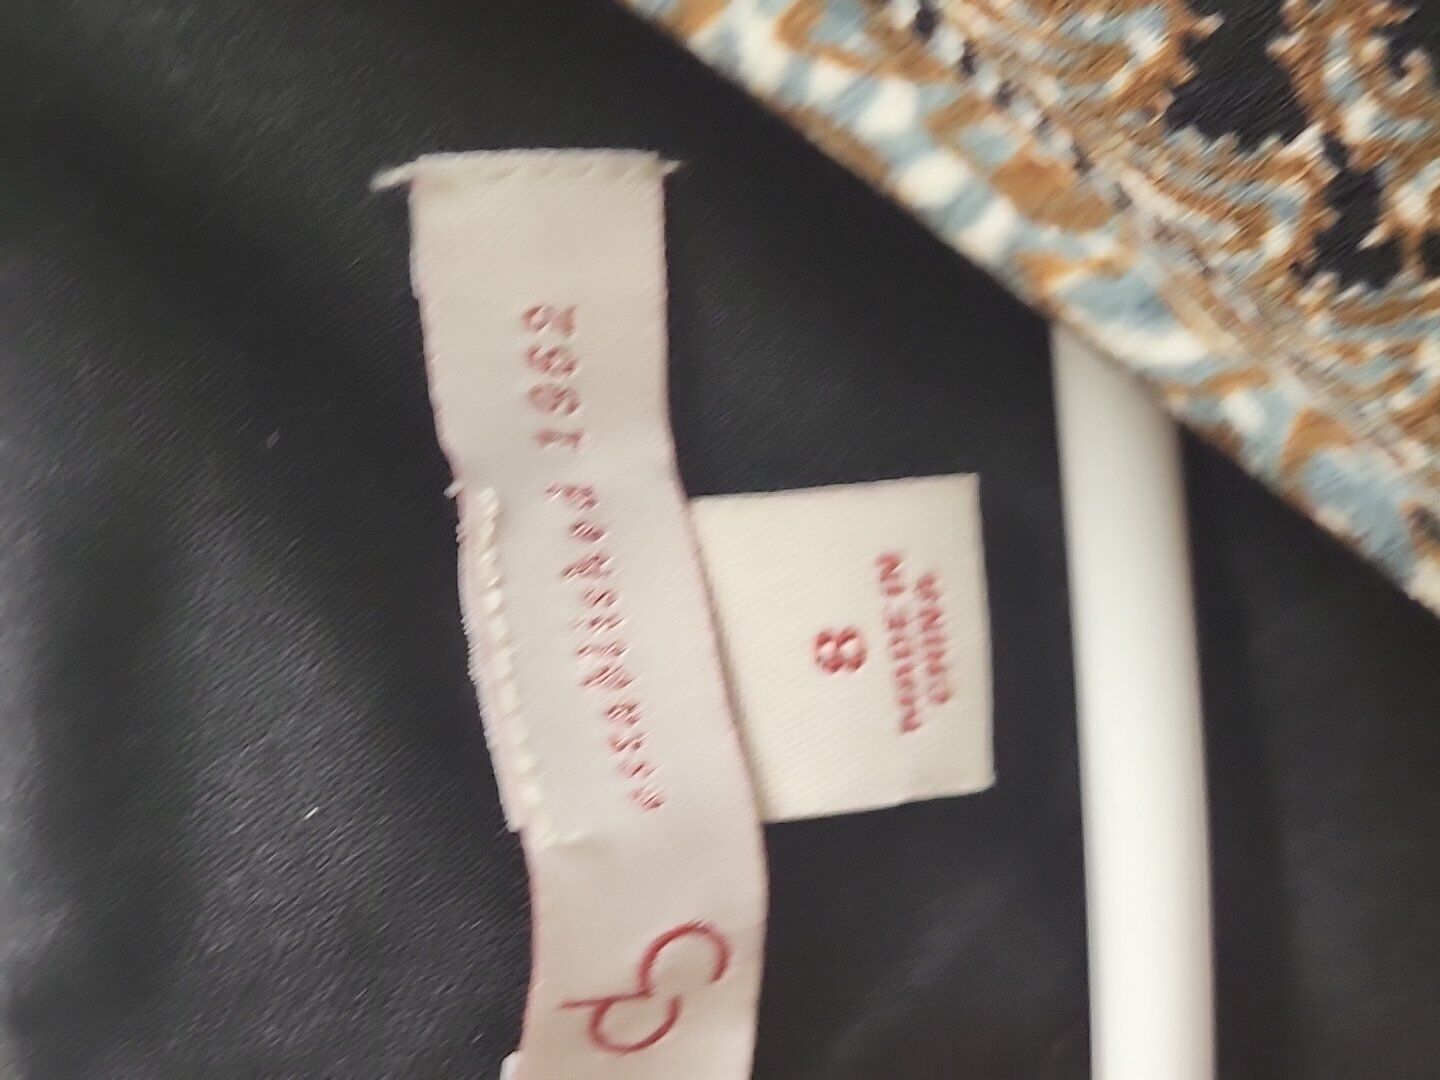 established 1962
8
MADE IN
CHINA